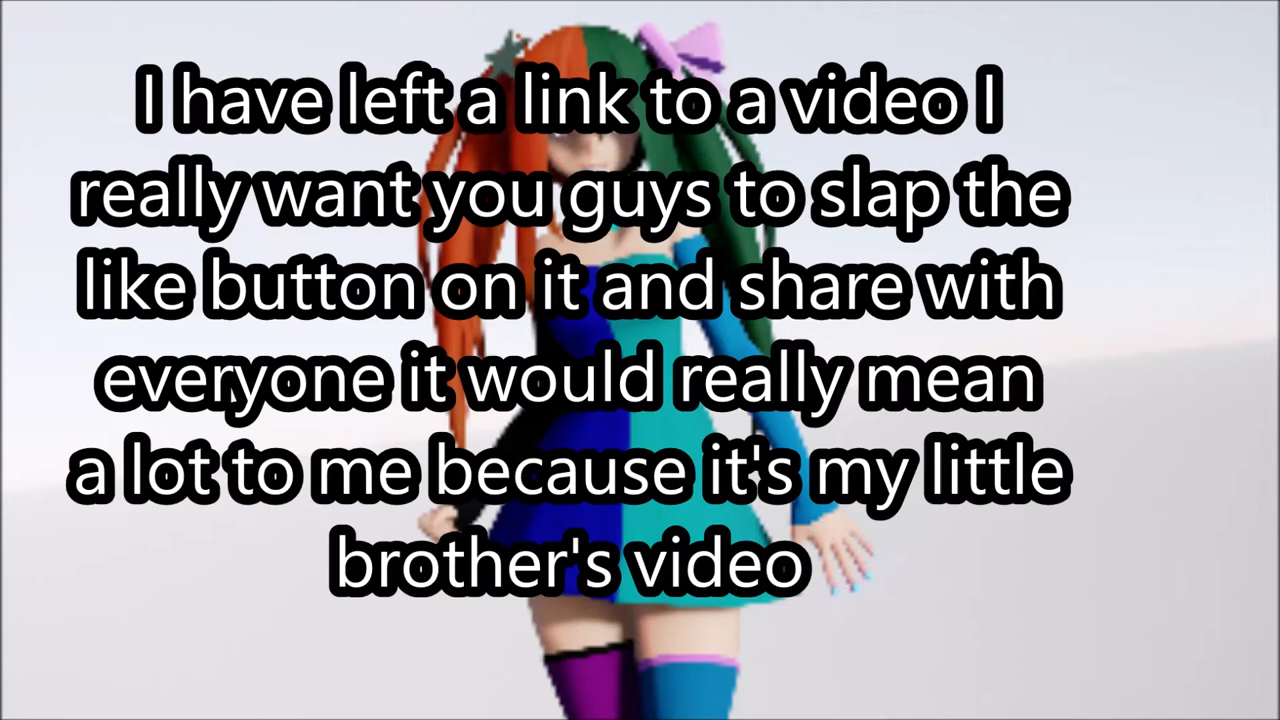 I have left a link to a video I
really want you guys to slap the
like button on it and share with
everyone it would really mean
a lot to me because it's my little
brother's video